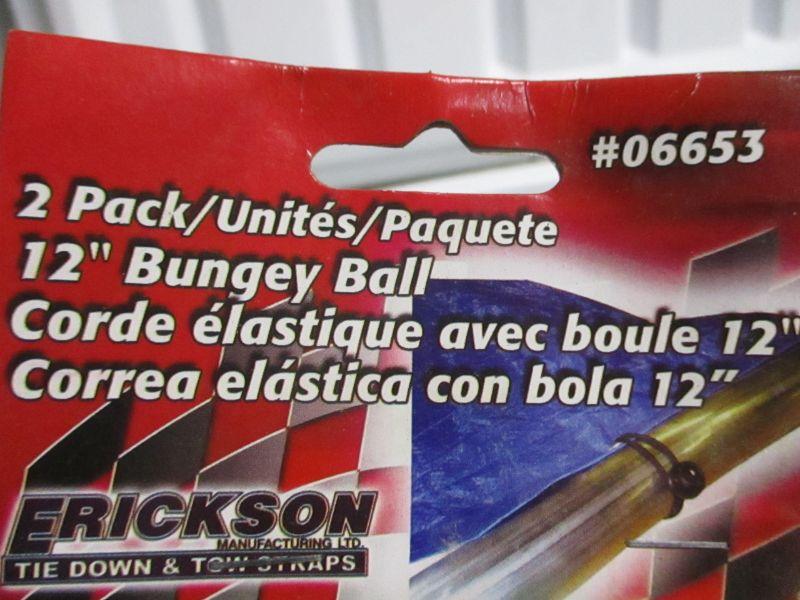 #06653
2 Pack/Unités/Paquete
12" Bungey Ball
Corde élastique avec boule 12"
Correa elástica con bola 12"
ERICKSON
MANUFACTURING LTD.
TIE DOWN & TOW STRAPS